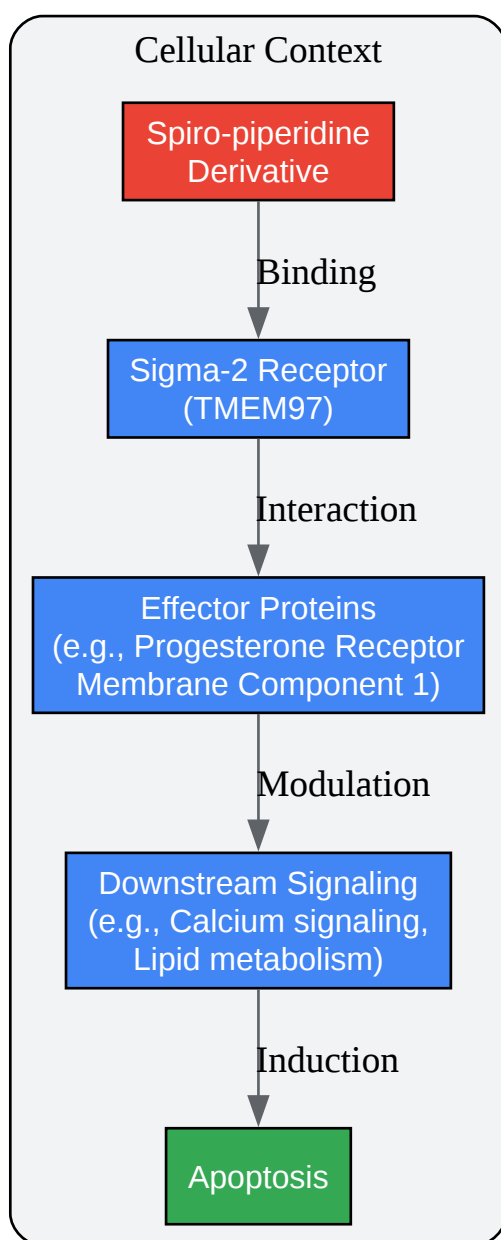 Cellular Context
Spiro-piperidine
Derivative
Binding
Sigma-2 Receptor
(TMEM97)
Interaction
Effector Proteins
(e.g., Progesterone Receptor
Membrane Component 1)
Modulation
Downstream Signaling
(e.g., Calcium signaling,
Lipid metabolism)
Induction
Apoptosis